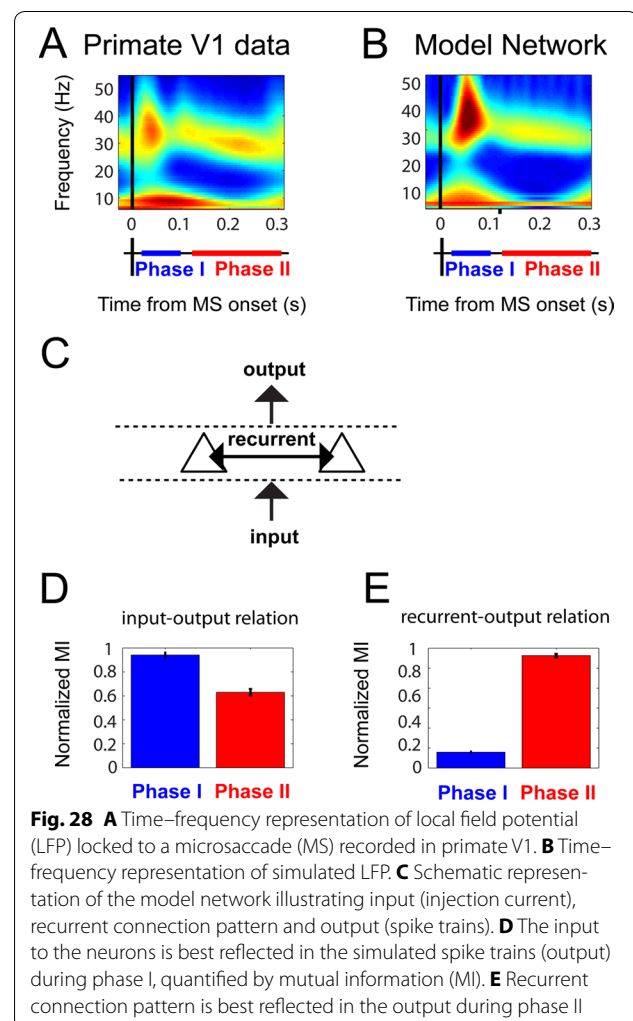 A Primate V1 data
B Model Network
Frequency (Hz)
50
40
30
20
10
50
40
30
20
10
0 0.1 0.2 0.3
0 0.1 0.2 0.3
Phase I Phase II
Phase I Phase II
Time from MS onset (s)
Time from MS onset (s)
C
output
recurrent
input
D
input-output relation
E
recurrent-output relation
Normalized MI
1
0.8
0.6
0.4
0.2
0
Phase I Phase II
Normalized MI
1
0.8
0.6
0.4
0.2
0
Phase I Phase II
Fig. 28 A Time–frequency representation of local field potential
(LFP) locked to a microsaccade (MS) recorded in primate V1. B Time–
frequency representation of simulated LFP. C Schematic represen-
tation of the model network illustrating input (injection current),
recurrent connection pattern and output (spike trains). D The input
to the neurons is best reflected in the simulated spike trains (output)
during phase I, quantified by mutual information (MI). E Recurrent
connection pattern is best reflected in the output during phase II